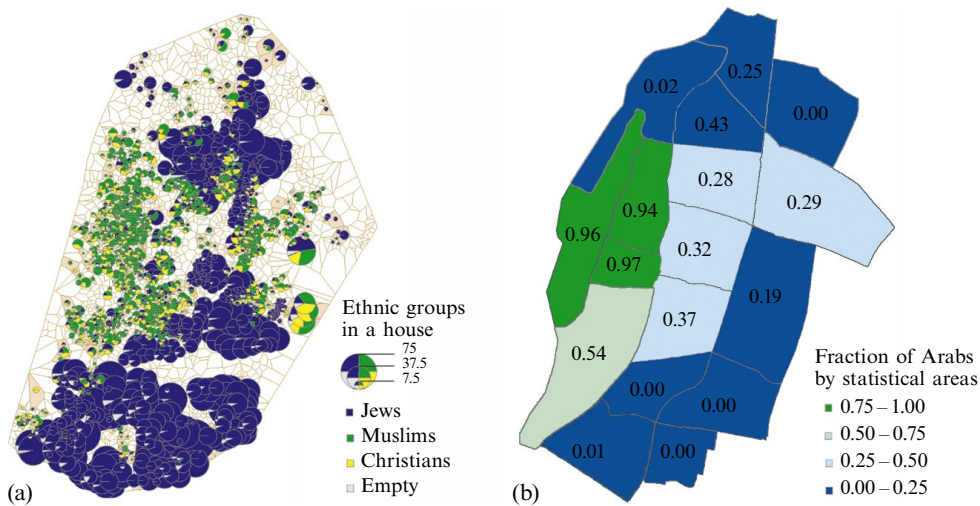 Ethnic groups
in a house
75
37.5
7.5
Jews
Muslims
Christians
Empty
(a)
0.02
0.25
0.00
0.43
0.28
0.29
0.94
0.96
0.32
0.97
0.19
0.37
0.54
0.00
0.00
0.01
0.00
Fraction of Arabs
by statistical areas
0.75 – 1.00
0.50 – 0.75
0.25 – 0.50
0.00 – 0.25
(b)